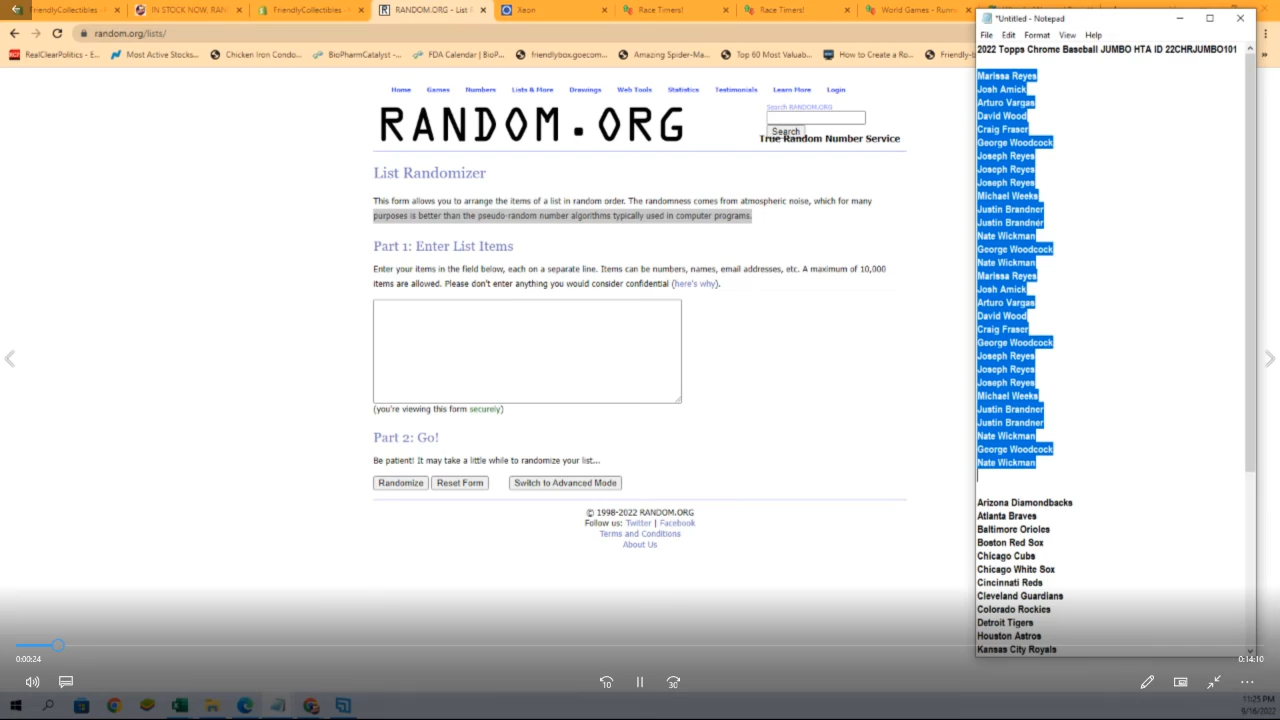 FriendlyCollectibles - F
IN STOCK NOW, RAN
FriendlyCollectibles - C
RANDOM.ORG - List
Xeon
Race Timers!
Race Timers!
World Games - Runn
*Untitled - Notepad
random.org/lists/
File Edit Format View Help
RealClearPolitics - E...
Most Active Stocks...
Chicken Iron Condo...
BioPharmCatalyst -...
FDA Calendar | BioP...
friendlybox.goecom...
Amazing Spider-Ma...
Top 60 Most Valuab...
How to Create a Ro...
2022 Topps Chrome Baseball JUMBO HTA ID 22CHRJUMBO101
Home Games Numbers Lists & More Drawings Web Tools Statistics Testimonials Learn More Login
RANDOM.ORG
Search RANDOM.ORG
Search
True Random Number Service
List Randomizer
This form allows you to arrange the items of a list in random order. The randomness comes from atmospheric noise, which for many
purposes is better than the pseudo-random number algorithms typically used in computer programs.
Part 1: Enter List Items
Enter your items in the field below, each on a separate line. Items can be numbers, names, email addresses, etc. A maximum of 10,000
items are allowed. Please don't enter anything you would consider confidential (here's why).
(you're viewing this form securely)
Part 2: Go!
Be patient! It may take a little while to randomize your list...
Randomize Reset Form Switch to Advanced Mode
© 1998-2022 RANDOM.ORG
Follow us: Twitter | Facebook
Terms and Conditions
About Us
Marissa Reyes
Josh Amick
Arturo Vargas
David Wood
Craig Fraser
George Woodcock
Joseph Reyes
Joseph Reyes
Joseph Reyes
Michael Weeks
Justin Brandner
Justin Brandner
Nate Wickman
George Woodcock
Nate Wickman
Marissa Reyes
Josh Amick
Arturo Vargas
David Wood
Craig Fraser
George Woodcock
Joseph Reyes
Joseph Reyes
Joseph Reyes
Michael Weeks
Justin Brandner
Justin Brandner
Nate Wickman
George Woodcock
Nate Wickman
Arizona Diamondbacks
Atlanta Braves
Baltimore Orioles
Boston Red Sox
Chicago Cubs
Chicago White Sox
Cincinnati Reds
Cleveland Guardians
Colorado Rockies
Detroit Tigers
Houston Astros
Kansas City Royals
0:00:24
0:14:10
10
30
11:25 PM
9/16/2022